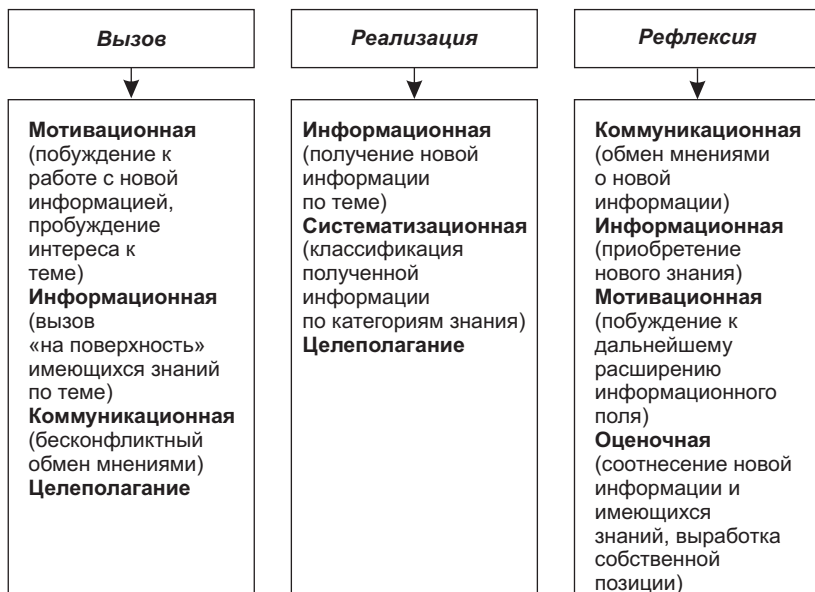 Вызов
Мотивационная
(побуждение к
работе с новой
информацией,
пробуждение
интереса к
теме)
Информационная
(вызов
«на поверхность»
имеющихся знаний
по теме)
Коммуникационная
(бесконфликтный
обмен мнениями)
Целеполагание
Реализация
Информационная
(получение новой
информации
по теме)
Систематизационная
(классификация
полученной
информации
по категориям знания)
Целеполагание
Рефлексия
Коммуникационная
(обмен мнениями
о новой
информации)
Информационная
(приобретение
нового знания)
Мотивационная
(побуждение к
дальнейшему
расширению
информационного
поля)
Оценочная
(соотнесение новой
информации и
имеющихся
знаний, выработка
собственной
позиции)